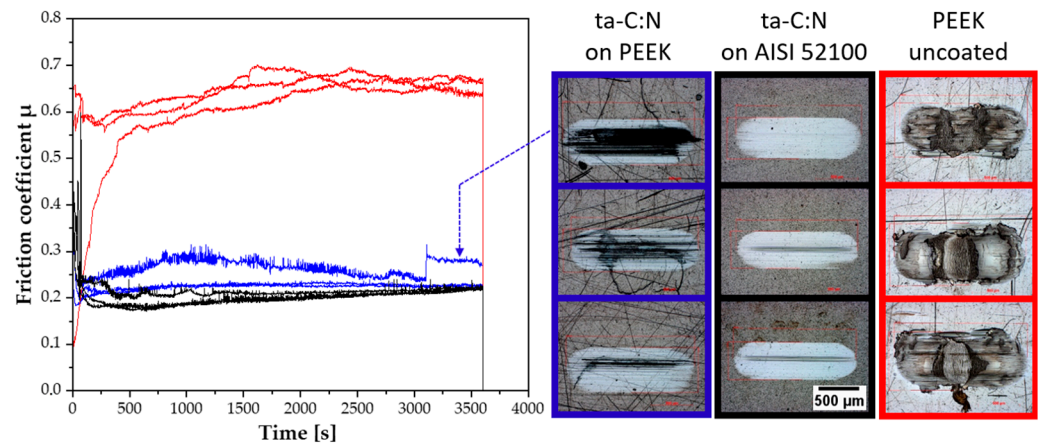 0.8
0.7
0.6
0.5
0.4
0.3
0.2
0.1
0.0
Friction coefficient μ
0
500
1000
1500
2000
2500
3000
3500
4000
Time [s]
ta-C:N
on PEEK
ta-C:N
on AISI 52100
PEEK
uncoated
500 μm